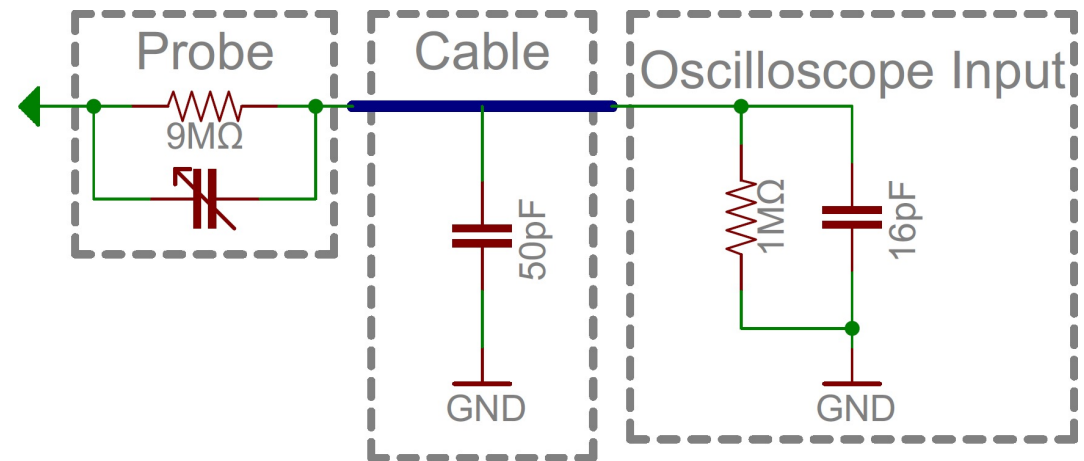 Probe
Cable
Oscilloscope Input
9MΩ
50pF
1MΩ
16pF
GND
GND